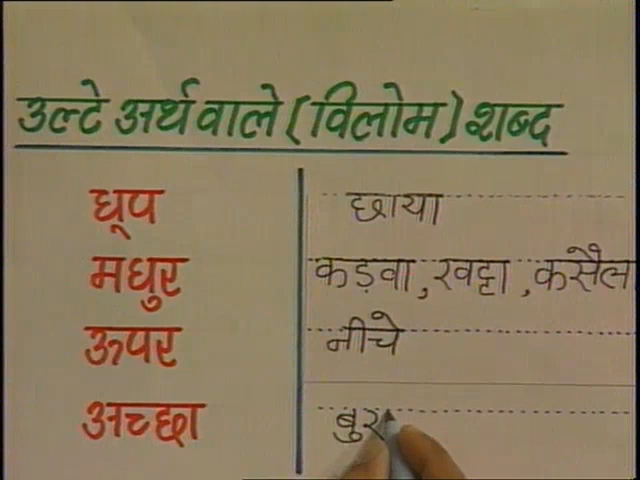 उल्टे अर्थ वाले (विलोम) शब्द
धूप छाया
मधुर कड़वा, खट्टा, कसैल
ऊपर नीचे
अच्छा बुर